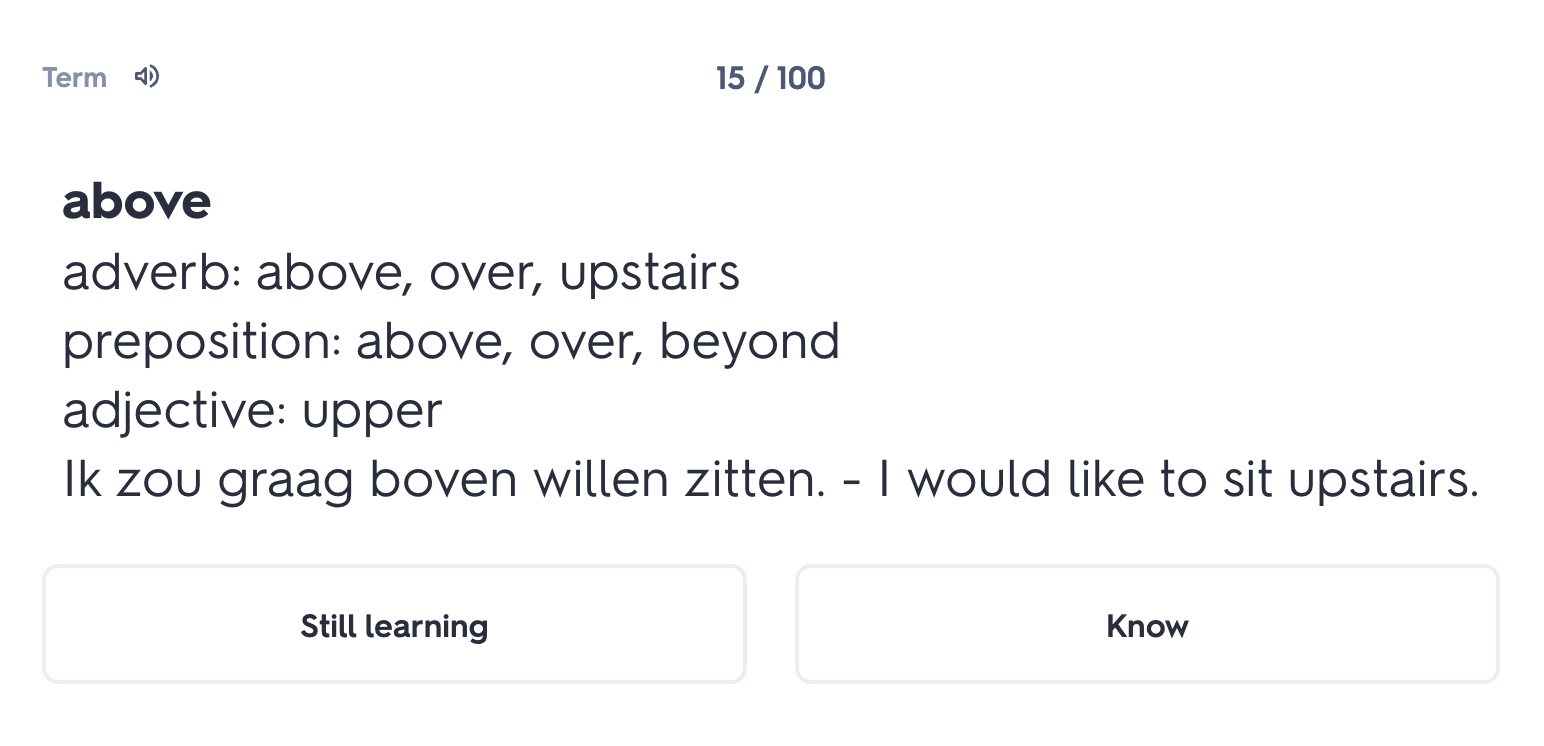 Term
15 / 100
above
adverb: above, over, upstairs
preposition: above, over, beyond
adjective: upper
Ik zou graag boven willen zitten. - I would like to sit upstairs.
Still learning
Know